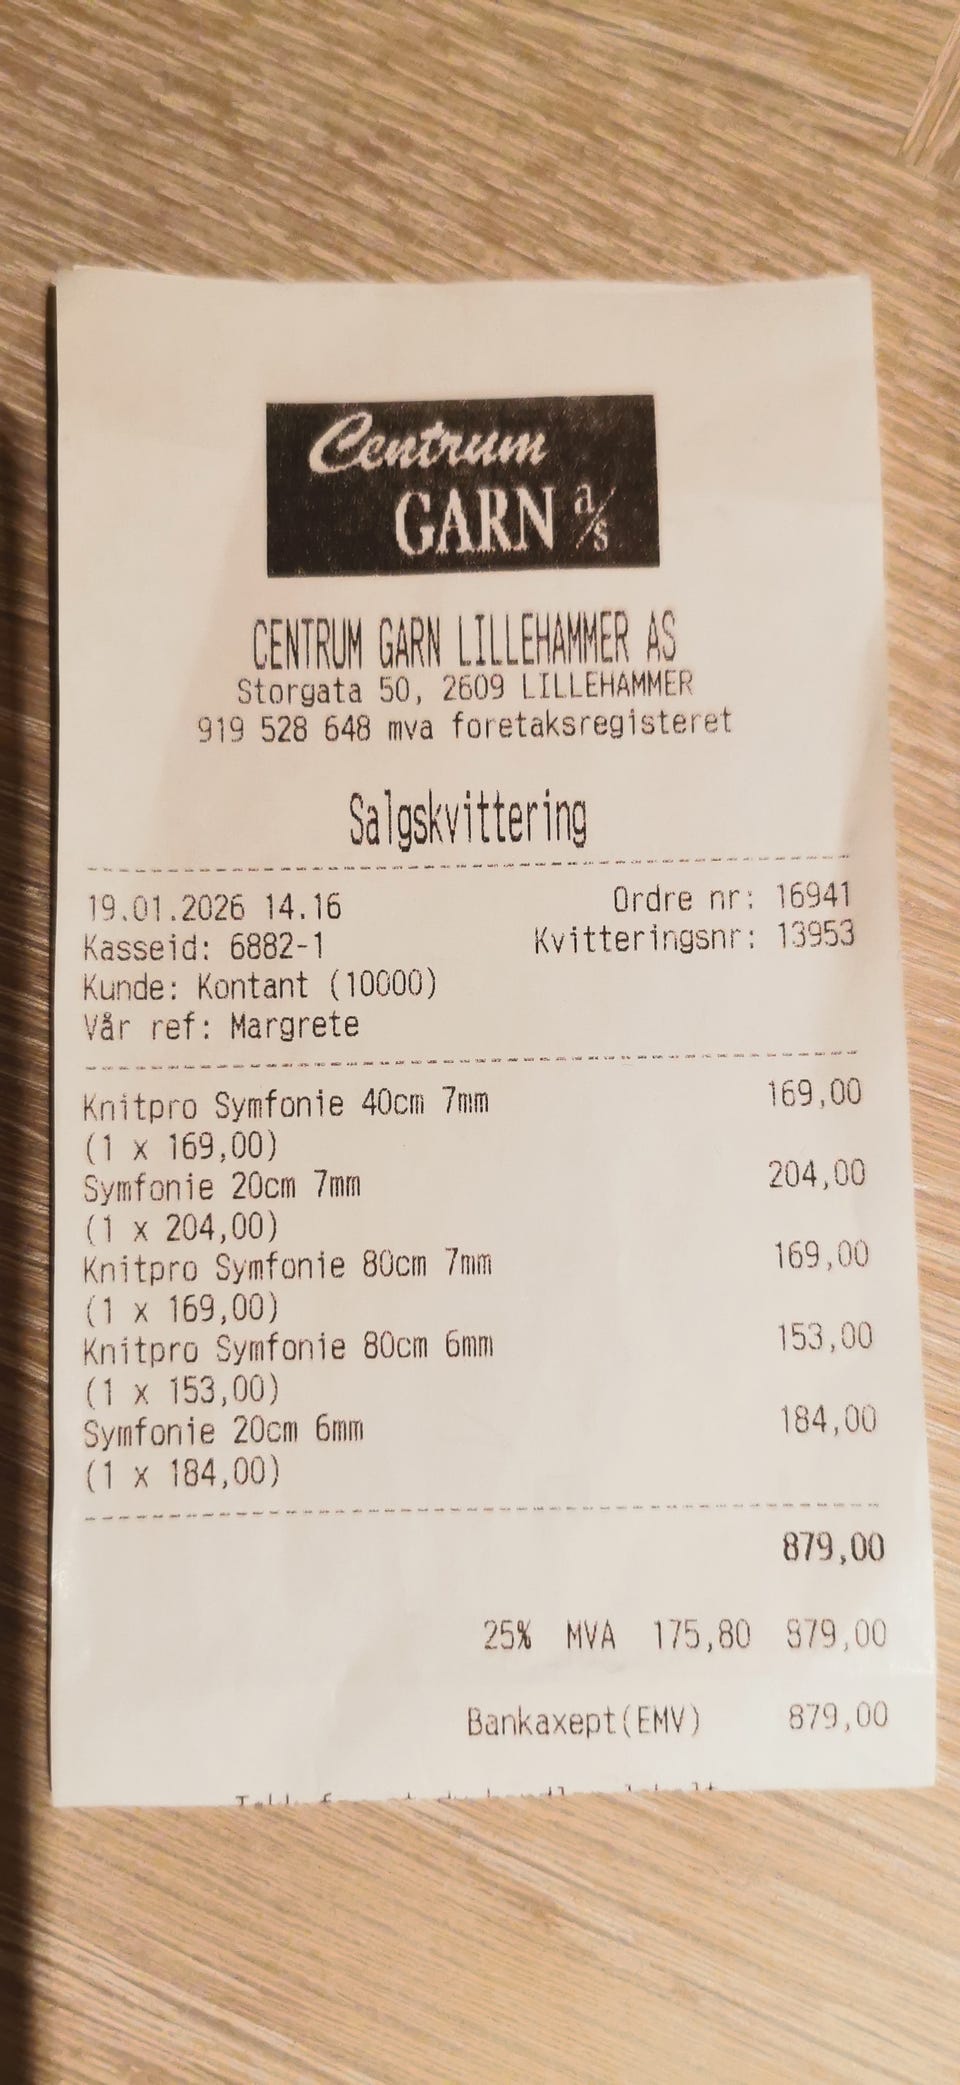 Centrum
GARN a/s
CENTRUM GARN LILLEHAMMER AS
Storgata 50, 2609 LILLEHAMMER
919 528 648 mva foretaksregisteret
Salgskvittering
19.01.2026 14.16 Ordre nr: 16941
Kasseid: 6882-1 Kvitteringsnr: 13953
Kunde: Kontant (10000)
Vår ref: Margrete
Knitpro Symfonie 40cm 7mm 169,00
(1 x 169,00)
Symfonie 20cm 7mm 204,00
(1 x 204,00)
Knitpro Symfonie 80cm 7mm 169,00
(1 x 169,00)
Knitpro Symfonie 80cm 6mm 153,00
(1 x 153,00)
Symfonie 20cm 6mm 184,00
(1 x 184,00)
879,00
25% MVA 175,80 879,00
Bankaxept(EMV) 879,00